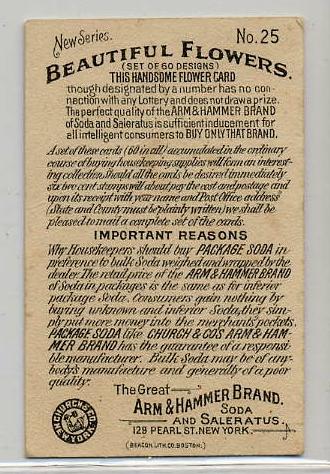 New Series.
No. 25
BEAUTIFUL FLOWERS.
(SET OF 60 DESIGNS)
THIS HANDSOME FLOWER CARD
though designated by a number has no con-
nection with any Lottery and does not draw a prize.
The perfect quality of the ARM & HAMMER BRAND
of Soda and Saleratus is sufficient inducement for
all intelligent consumers to BUY ONLY THAT BRAND.
A set of these cards (60 in all) accumulated in the ordinary
course of buying housekeeping supplies will form an interest-
ing collection. Should all the cards be desired immediately
six two cent stamps will about pay the cost and postage and
upon its receipt with your name and Post Office address
(State and County must be plainly written) we shall be
pleased to mail a complete set of the cards.
IMPORTANT REASONS
Why Housekeepers should buy PACKAGE SODA in
preference to bulk Soda weighed and wrapped by the
dealer. The retail price of the ARM & HAMMER BRAND
of Soda in packages is the same as for inferior
package Soda. Consumers gain nothing by
buying unknown and inferior Soda, they sim-
ply put more money into the merchants' pockets.
PACKAGE SODA like CHURCH & CO'S ARM & HAM-
MER BRAND has the guarantee of a responsi-
ble manufacturer. Bulk Soda may be of any-
body's manufacture and generally of a poor
quality.
The Great
ARM & HAMMER BRAND.
SODA
AND SALERATUS.
128 PEARL ST. NEW YORK.
CHURCH & CO.
NEW YORK
(BEACON LITH. CO. BOSTON.)